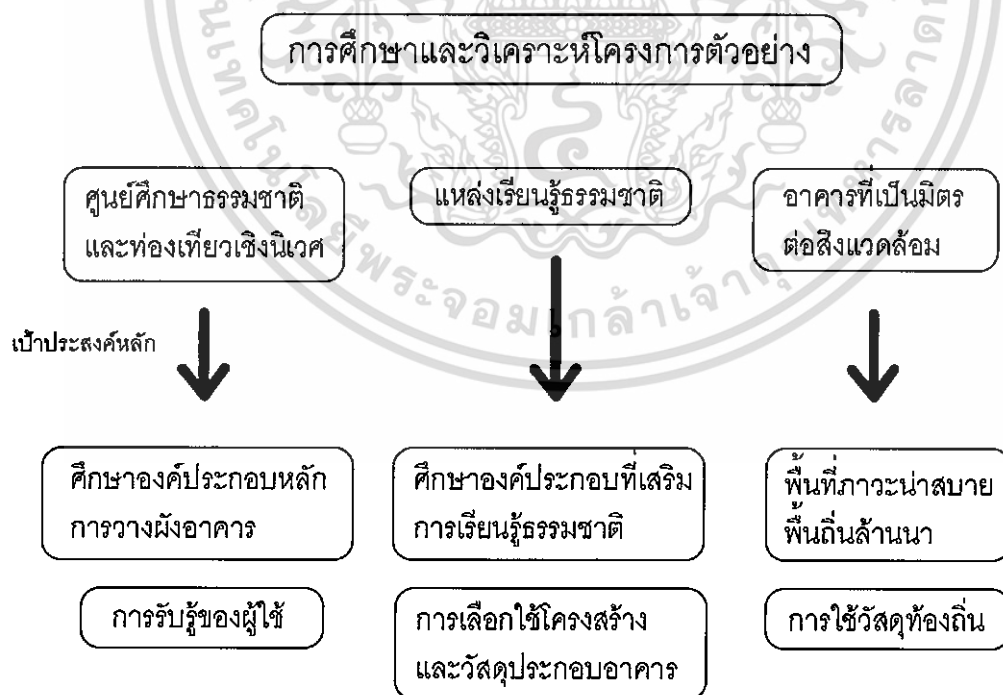 การศึกษาและวิเคราะห์โครงการตัวอย่าง
ศูนย์ศึกษาธรรมชาติ
และท่องเที่ยวเชิงนิเวศ
แหล่งเรียนรู้ธรรมชาติ
อาคารที่เป็นมิตร
ต่อสิ่งแวดล้อม
เป้าประสงค์หลัก
ศึกษาองค์ประกอบหลัก
การวางผังอาคาร
ศึกษาองค์ประกอบที่เสริม
การเรียนรู้ธรรมชาติ
พื้นที่ภาวะน่าสบาย
พื้นถิ่นล้านนา
การรับรู้ของผู้ใช้
การเลือกใช้โครงสร้าง
และวัสดุประกอบอาคาร
การใช้วัสดุท้องถิ่น